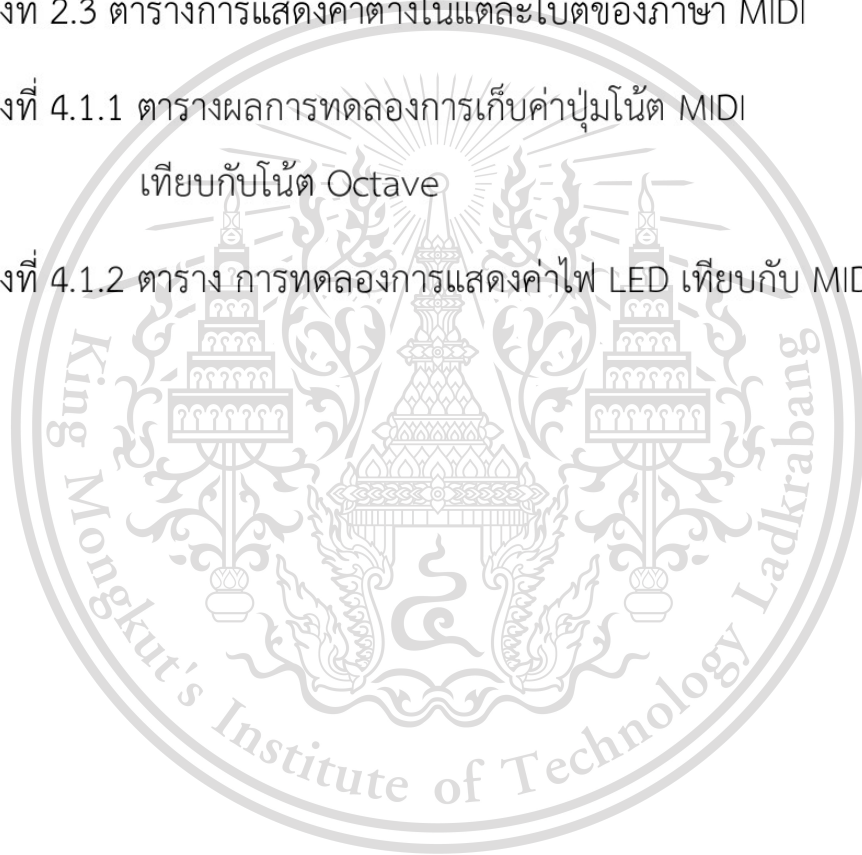 งที่ 2.3 ตารางการแสดงค่าต่างในแต่ละไบต์ของภาษา MIDI
งที่ 4.1.1 ตารางผลการทดลองการเก็บค่าปุ่มโน้ต MIDI
เทียบกับโน้ต Octave
งที่ 4.1.2 ตาราง การทดลองการแสดงค่าไฟ LED เทียบกับ
King Mongkut's Institute of Technology Ladkrabang